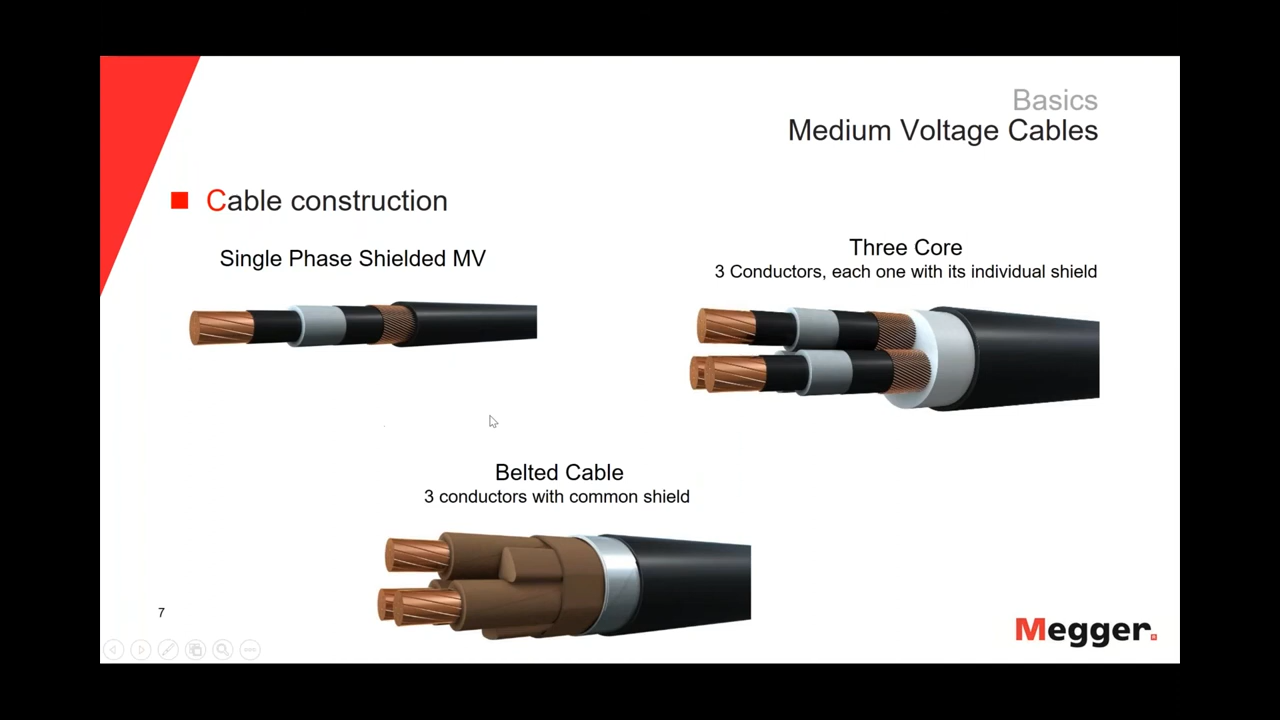 Basics
Medium Voltage Cables
Cable construction
Single Phase Shielded MV
Three Core
3 Conductors, each one with its individual shield
Belted Cable
3 conductors with common shield
7
Megger.